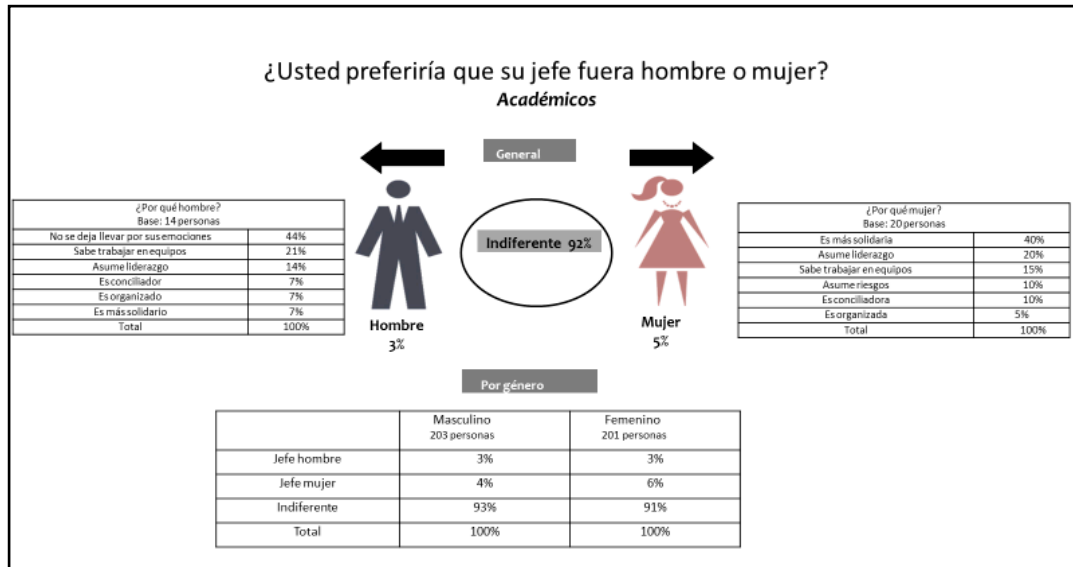 ¿Usted preferiría que su jefe fuera hombre o mujer?
Académicos
General
¿Por qué hombre?
Base: 14 personas
No se deja llevar por sus emociones 44%
Sabe trabajar en equipos 21%
Asume liderazgo 14%
Es conciliador 7%
Es organizado 7%
Es más solidario 7%
Total 100%
Hombre
3%
Indiferente 92%
Mujer
5%
¿Por qué mujer?
Base: 20 personas
Es más solidaria 40%
Asume liderazgo 20%
Sabe trabajar en equipos 15%
Asume riesgos 10%
Es conciliadora 10%
Es organizada 5%
Total 100%
Por género
Masculino Femenino
203 personas 201 personas
Jefe hombre 3% 3%
Jefe mujer 4% 6%
Indiferente 93% 91%
Total 100% 100%